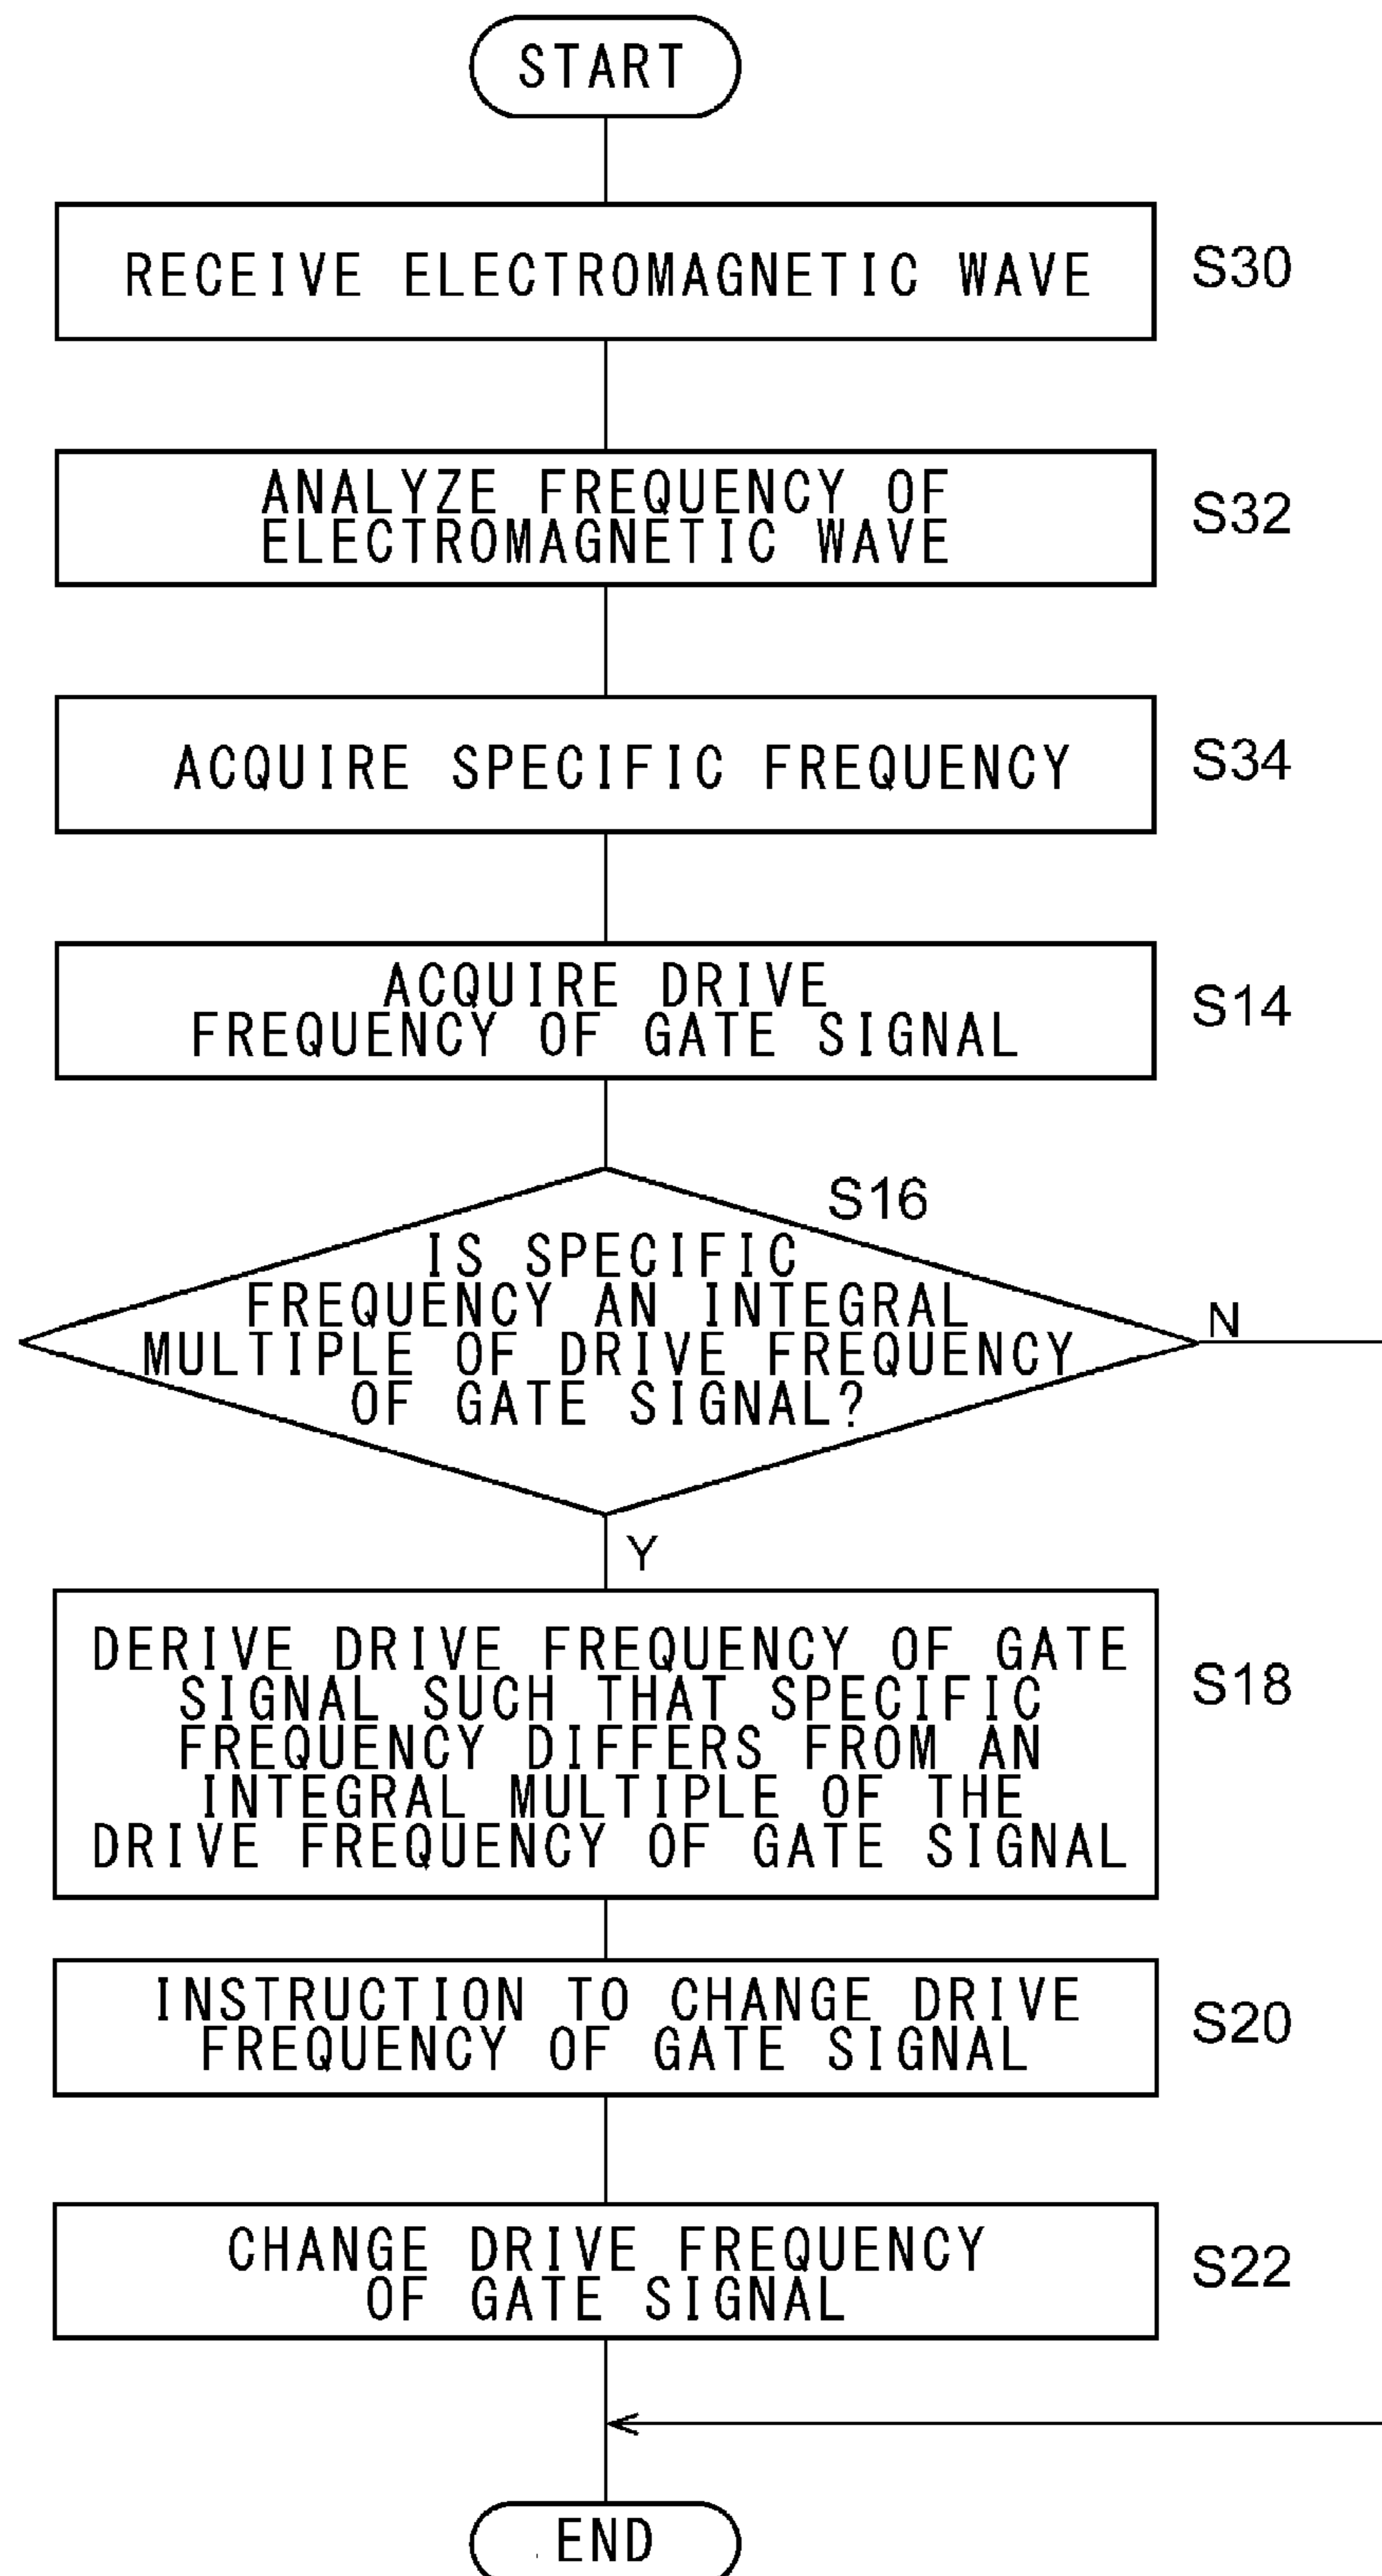 START
RECEIVE ELECTROMAGNETIC WAVE
S30
ANALYZE FREQUENCY OF
ELECTROMAGNETIC WAVE
S32
ACQUIRE SPECIFIC FREQUENCY
S34
ACQUIRE DRIVE
FREQUENCY OF GATE SIGNAL
S14
S16
IS SPECIFIC
FREQUENCY AN INTEGRAL
MULTIPLE OF DRIVE FREQUENCY
OF GATE SIGNAL?
N
Y
DERIVE DRIVE FREQUENCY OF GATE
SIGNAL SUCH THAT SPECIFIC
FREQUENCY DIFFERS FROM AN
INTEGRAL MULTIPLE OF THE
DRIVE FREQUENCY OF GATE SIGNAL
S18
INSTRUCTION TO CHANGE DRIVE
FREQUENCY OF GATE SIGNAL
S20
CHANGE DRIVE FREQUENCY
OF GATE SIGNAL
S22
END